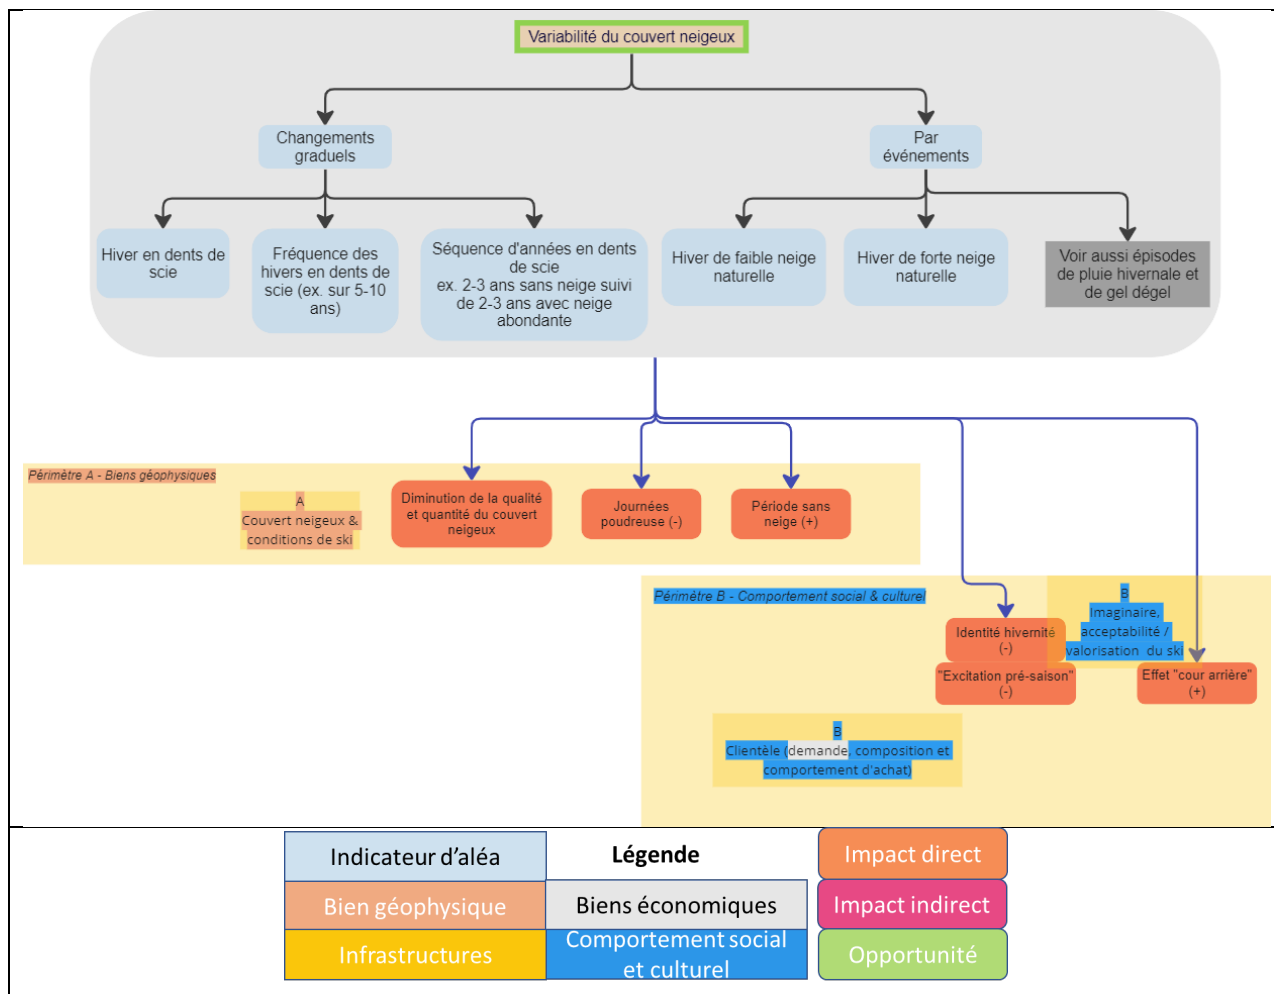 Variabilité du couvert neigeux
Changements
graduels
Par
événements
Hiver en dents de
scie
Fréquence des
hivers en dents de
scie (ex. sur 5-10
ans)
Séquence d'années en dents
de scie
ex. 2-3 ans sans neige suivi
de 2-3 ans avec neige
abondante
Hiver de faible neige
naturelle
Hiver de forte neige
naturelle
Voir aussi épisodes
de pluie hivernale et
de gel dégel
Périmètre A - Biens géophysiques
A
Couvert neigeux &
conditions de ski
Diminution de la qualité
et quantité du couvert
neigeux
Journées
poudreuse (-)
Période sans
neige (+)
Périmètre B - Comportement social & culturel
Identité hivernité
(-)
"Excitation pré-saison"
(-)
B
Imaginaire,
acceptabilité /
valorisation du ski
Effet "cour arrière"
(+)
B
Clientèle (demande, composition et
comportement d'achat)
Légende
Indicateur d'aléa
Bien géophysique
Infrastructures
Biens économiques
Comportement social
et culturel
Impact direct
Impact indirect
Opportunité